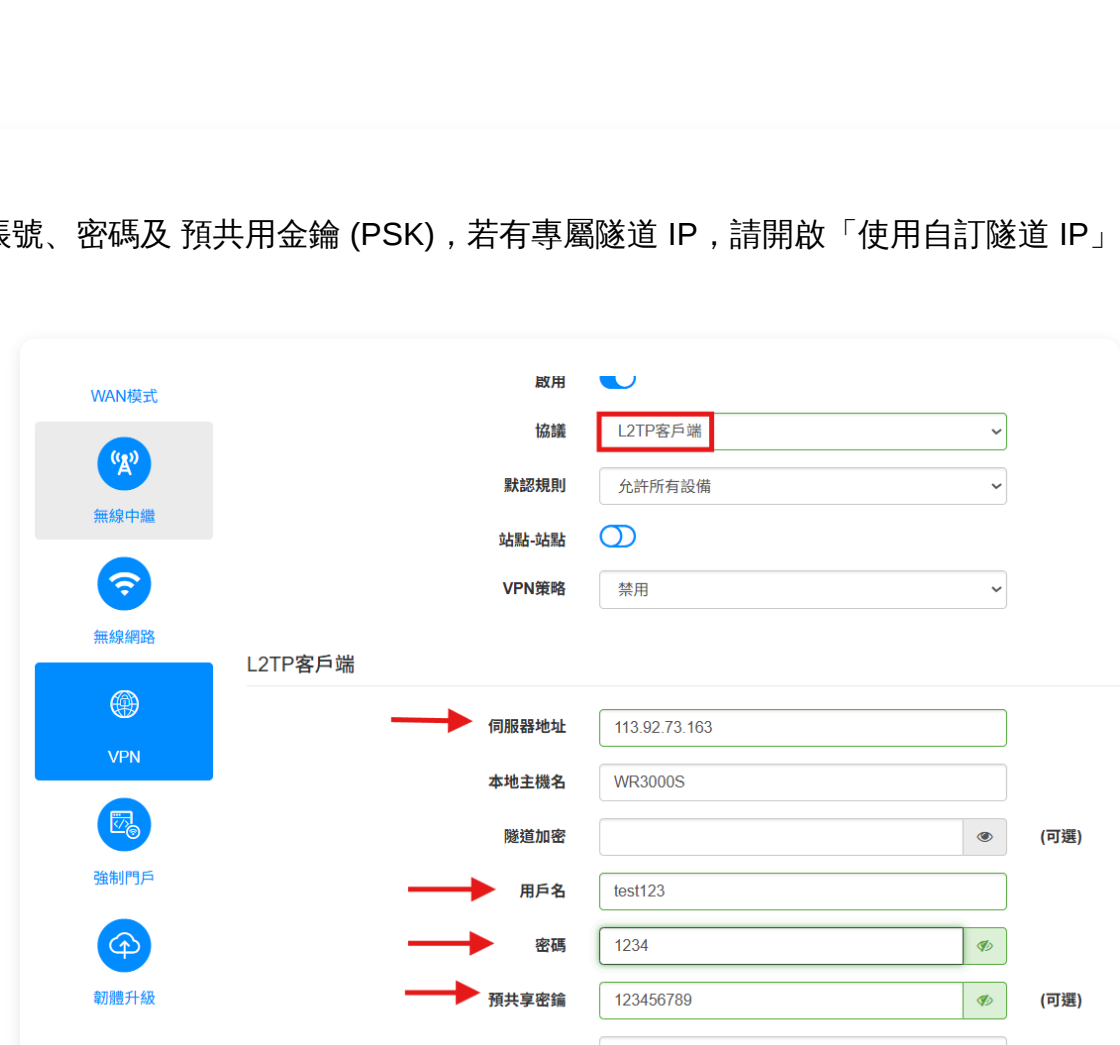 號、密碼及 預共用金鑰 (PSK)，若有專屬隧道 IP，請開啟「使用自訂隧道 IP」
WAN模式
無線中繼
無線網路
VPN
強制門戶
韌體升級
啟用
協議 L2TP客戶端
默認規則 允許所有設備
站點-站點
VPN策略 禁用
L2TP客戶端
伺服器地址 113.92.73.163
本地主機名 WR3000S
隧道加密 (可選)
用戶名 test123
密碼 1234
預共享密鑰 123456789 (可選)